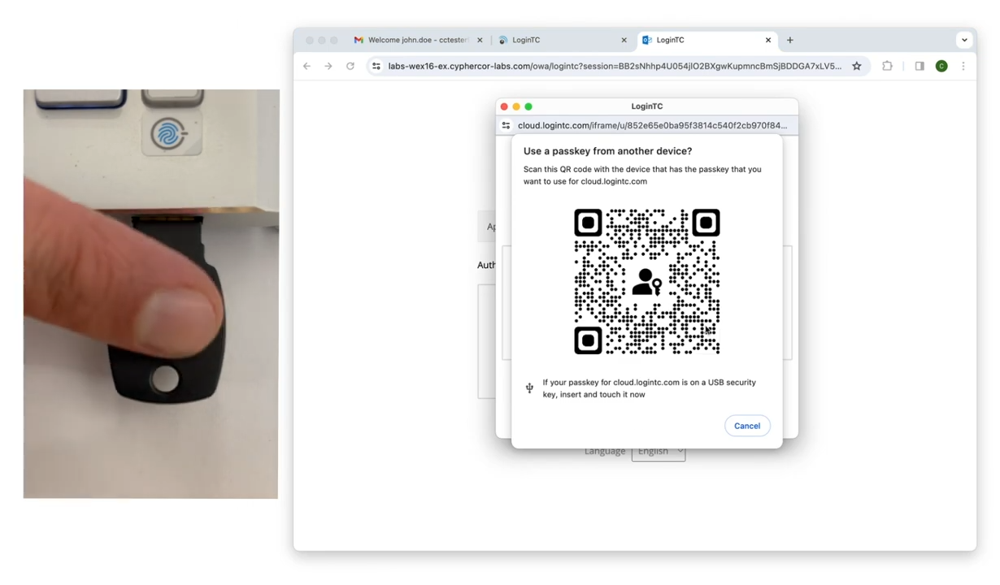 Welcome john.doe - cctester
LoginTC
LoginTC
labs-wex16-ex.cyphercor-labs.com/owa/logintc?session=BB2sNhhp4U054jIO2BXgwKupmncBmSjBDDGA7xLV5...
C
LoginTC
cloud.logintc.com/iframe/u/852e65e0ba95f3814c540f2cb970f84...
Use a passkey from another device?
Scan this QR code with the device that has the passkey that you
want to use for cloud.logintc.com
Ap
Auth
If your passkey for cloud.logintc.com is on a USB security
key, insert and touch it now
Cancel
Language English